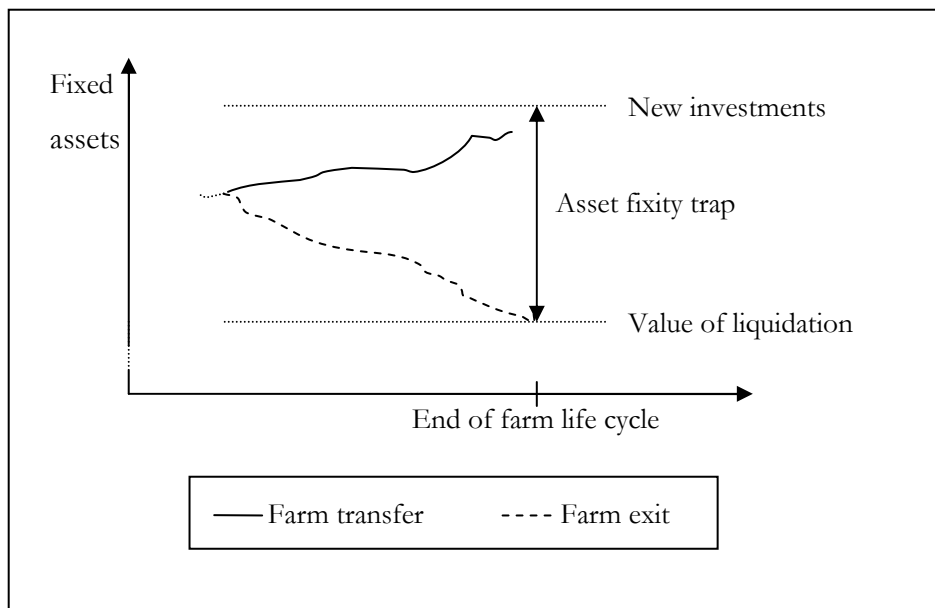 Fixed
assets
New investments
Asset fixity trap
Value of liquidation
End of farm life cycle
Farm transfer
Farm exit